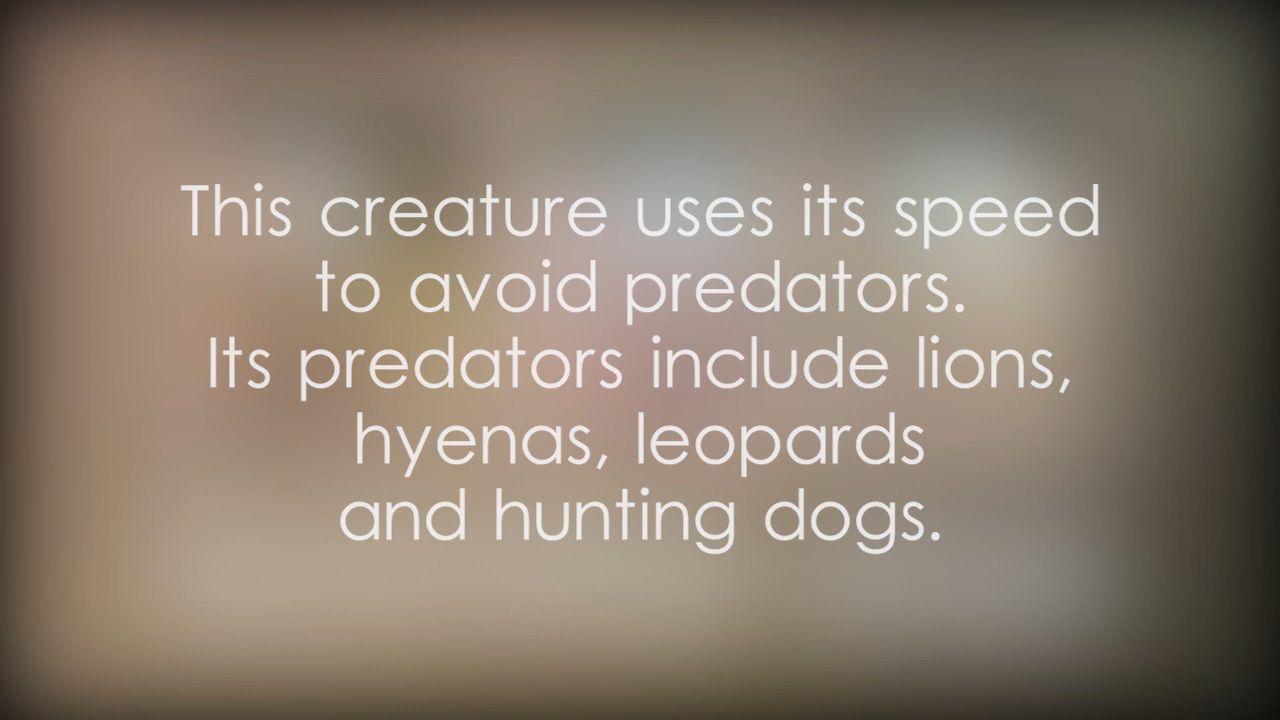 This creature uses its speed
to avoid predators.
Its predators include lions,
hyenas, leopards
and hunting dogs.